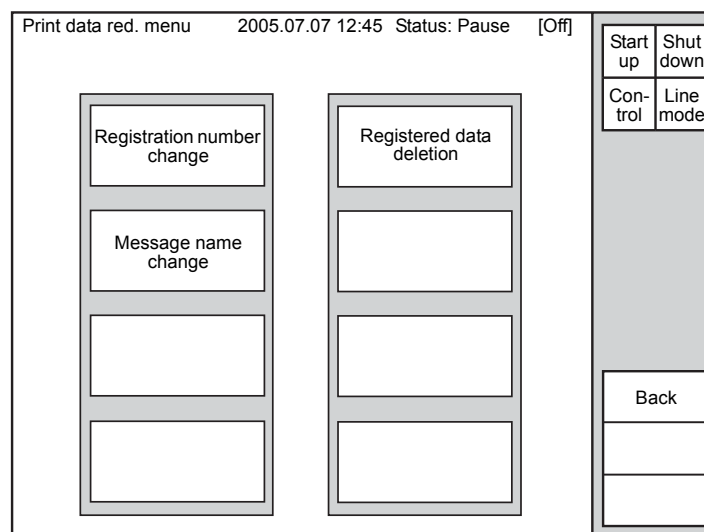 Print data red. menu 2005.07.07 12:45 Status: Pause [Off]
Start up
Shut down
Con-
trol
Line mode
Registration number
change
Registered data
deletion
Message name
change
Back